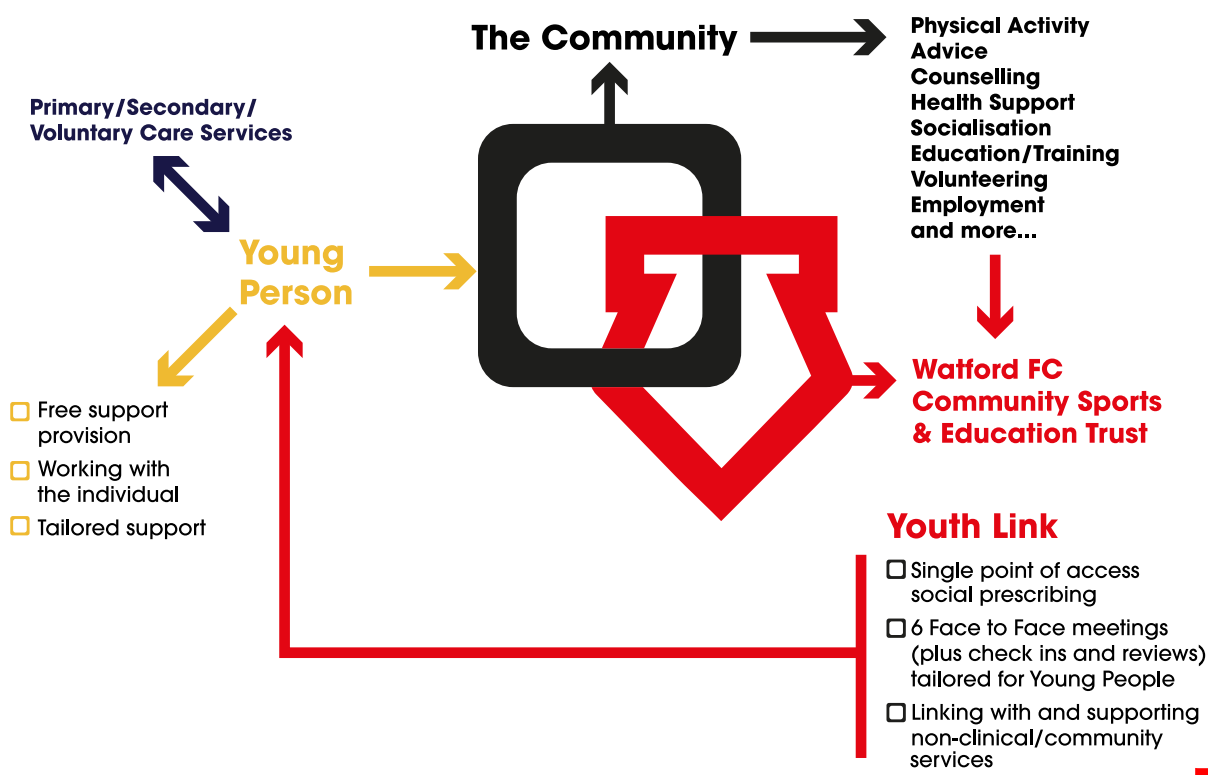 The Community
Physical Activity
Advice
Counselling
Health Support
Socialisation
Education/Training
Volunteering
Employment
and more...
Primary/Secondary/
Voluntary Care Services
Young
Person
Free support
provision
Working with
the individual
Tailored support
Watford FC
Community Sports
& Education Trust
Youth Link
Single point of access
social prescribing
6 Face to Face meetings
(plus check ins and reviews)
tailored for Young People
Linking with and supporting
non-clinical/community
services